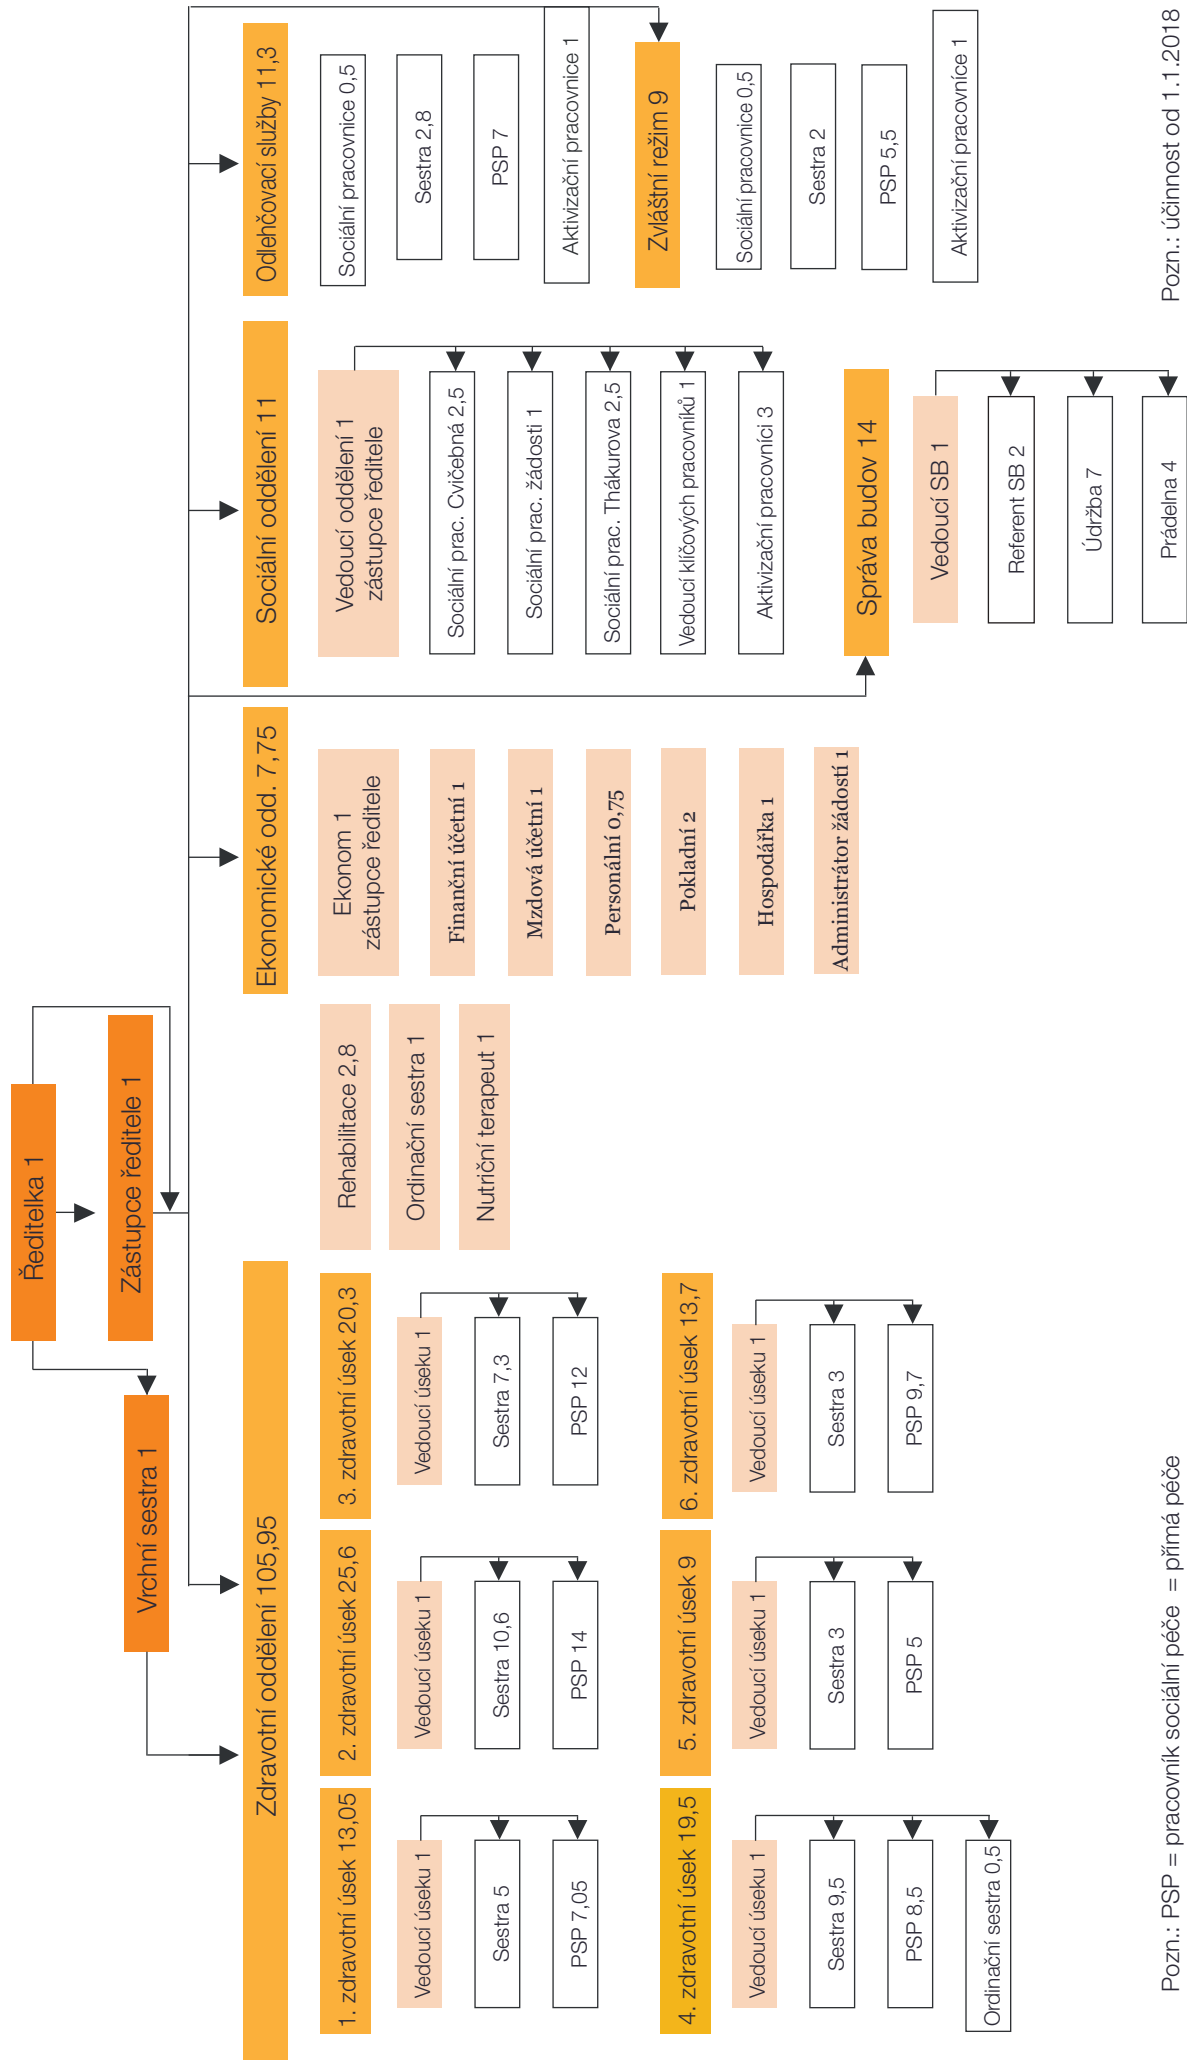 Ředitelka 1
Zástupce ředitele 1
Vrchní sestra 1
Zdravotní oddělení 105,95
Ekonomické odd. 7,75
Sociální oddělení 11
Odlehčovací služby 11,3
1. zdravotní úsek 13,05
Vedoucí úseku 1
Sestra 5
PSP 7,05
2. zdravotní úsek 25,6
Vedoucí úseku 1
Sestra 10,6
PSP 14
3. zdravotní úsek 20,3
Vedoucí úseku 1
Sestra 7,3
PSP 12
Rehabilitace 2,8
Ordinační sestra 1
Nutriční terapeut 1
4. zdravotní úsek 19,5
Vedoucí úseku 1
Sestra 9,5
PSP 8,5
Ordinační sestra 0,5
5. zdravotní úsek 9
Vedoucí úseku 1
Sestra 3
PSP 5
6. zdravotní úsek 13,7
Vedoucí úseku 1
Sestra 3
PSP 9,7
Ekonom 1
zástupce ředitele
Finanční účetní 1
Mzdová účetní 1
Personální 0,75
Pokladní 2
Hospodářka 1
Administrátor žádostí 1
Vedoucí oddělení 1
zástupce ředitele
Sociální prac. Cvičebná 2,5
Sociální prac. žádosti 1
Sociální prac. Thákurova 2,5
Vedoucí klíčových pracovníků 1
Aktivizační pracovníci 3
Správa budov 14
Vedoucí SB 1
Referent SB 2
Údržba 7
Prádelna 4
Sociální pracovnice 0,5
Sestra 2,8
PSP 7
Aktivizační pracovnice 1
Zvláštní režim 9
Sociální pracovnice 0,5
Sestra 2
PSP 5,5
Aktivizační pracovnice 1
Pozn.: PSP = pracovník sociální péče = přímá péče
Pozn.: účinnost od 1.1.2018